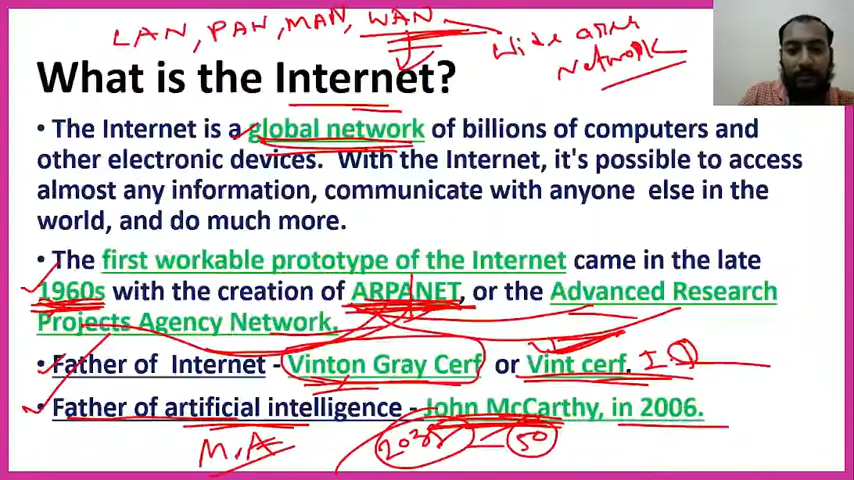 LAN, PAN, MAN, WAN
Wide area
Network
What is the Internet?
• The Internet is a global network of billions of computers and
other electronic devices. With the Internet, it's possible to access
almost any information, communicate with anyone else in the
world, and do much more.
• The first workable prototype of the Internet came in the late
1960s with the creation of ARPANET, or the Advanced Research
Projects Agency Network.
• Father of Internet - Vinton Gray Cerf or Vint cerf.
• Father of artificial intelligence - John McCarthy, in 2006.
M.A
50